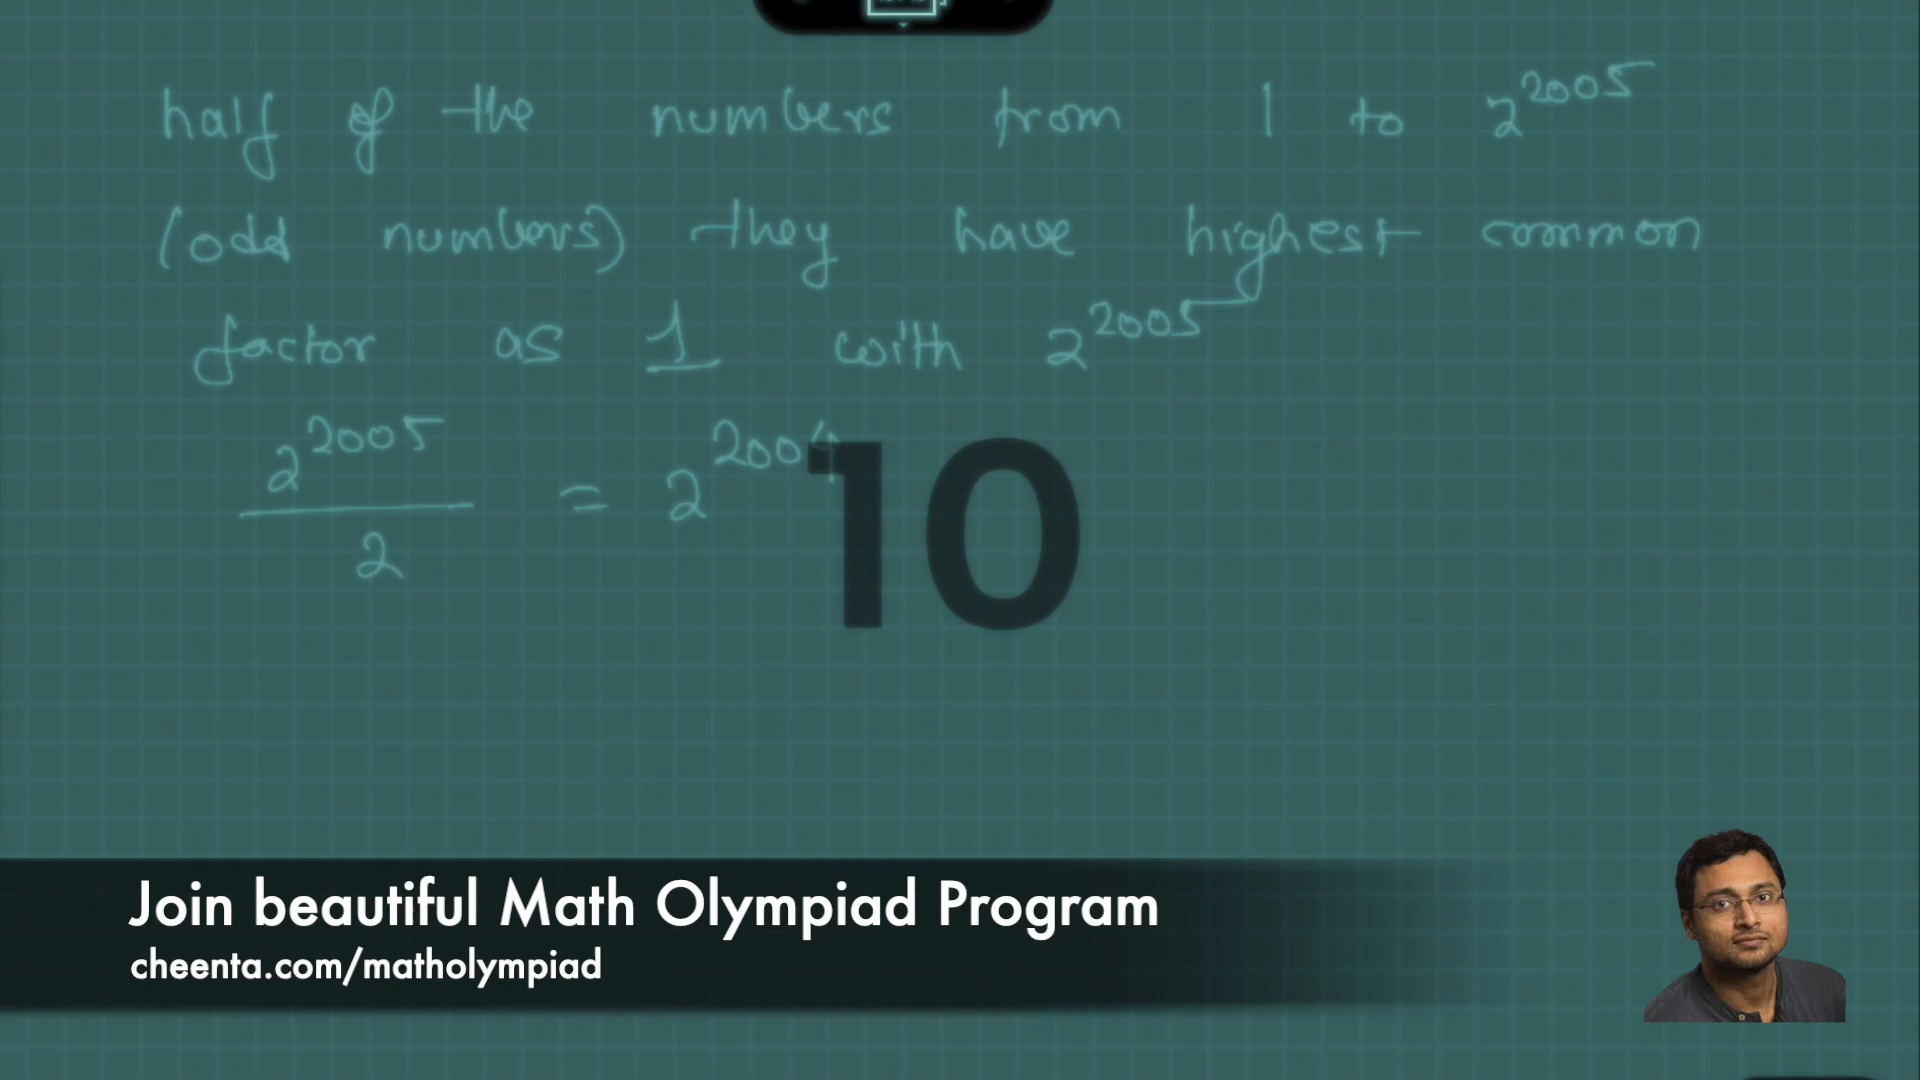 half of the numbers from 1 to 2^2005
(odd numbers) they have highest common
factor as 1 with 2^2005
2^2005 / 2 = 2^2004
10
Join beautiful Math Olympiad Program
cheenta.com/matholympiad